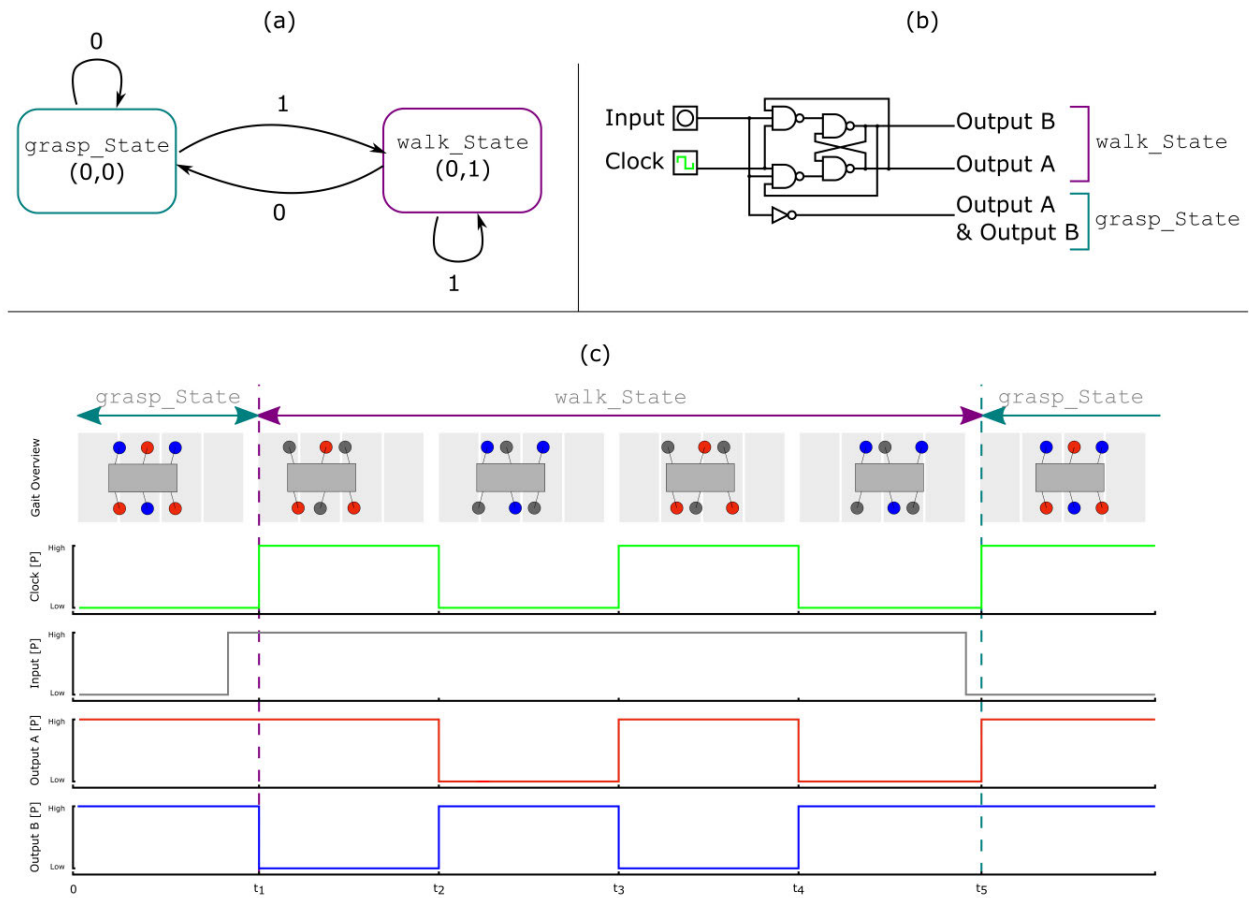 (a)
0
1
grasp_State
(0,0)
walk_State
(0,1)
0
1
(b)
Input
Clock
Output B
Output A
Output A
& Output B
walk_State
grasp_State
(c)
grasp_State
walk_State
grasp_State
Gait Overview
Clock [P]
High
Low
Input [P]
High
Low
Output A [P]
High
Low
Output B [P]
High
Low
0
t1
t2
t3
t4
t5